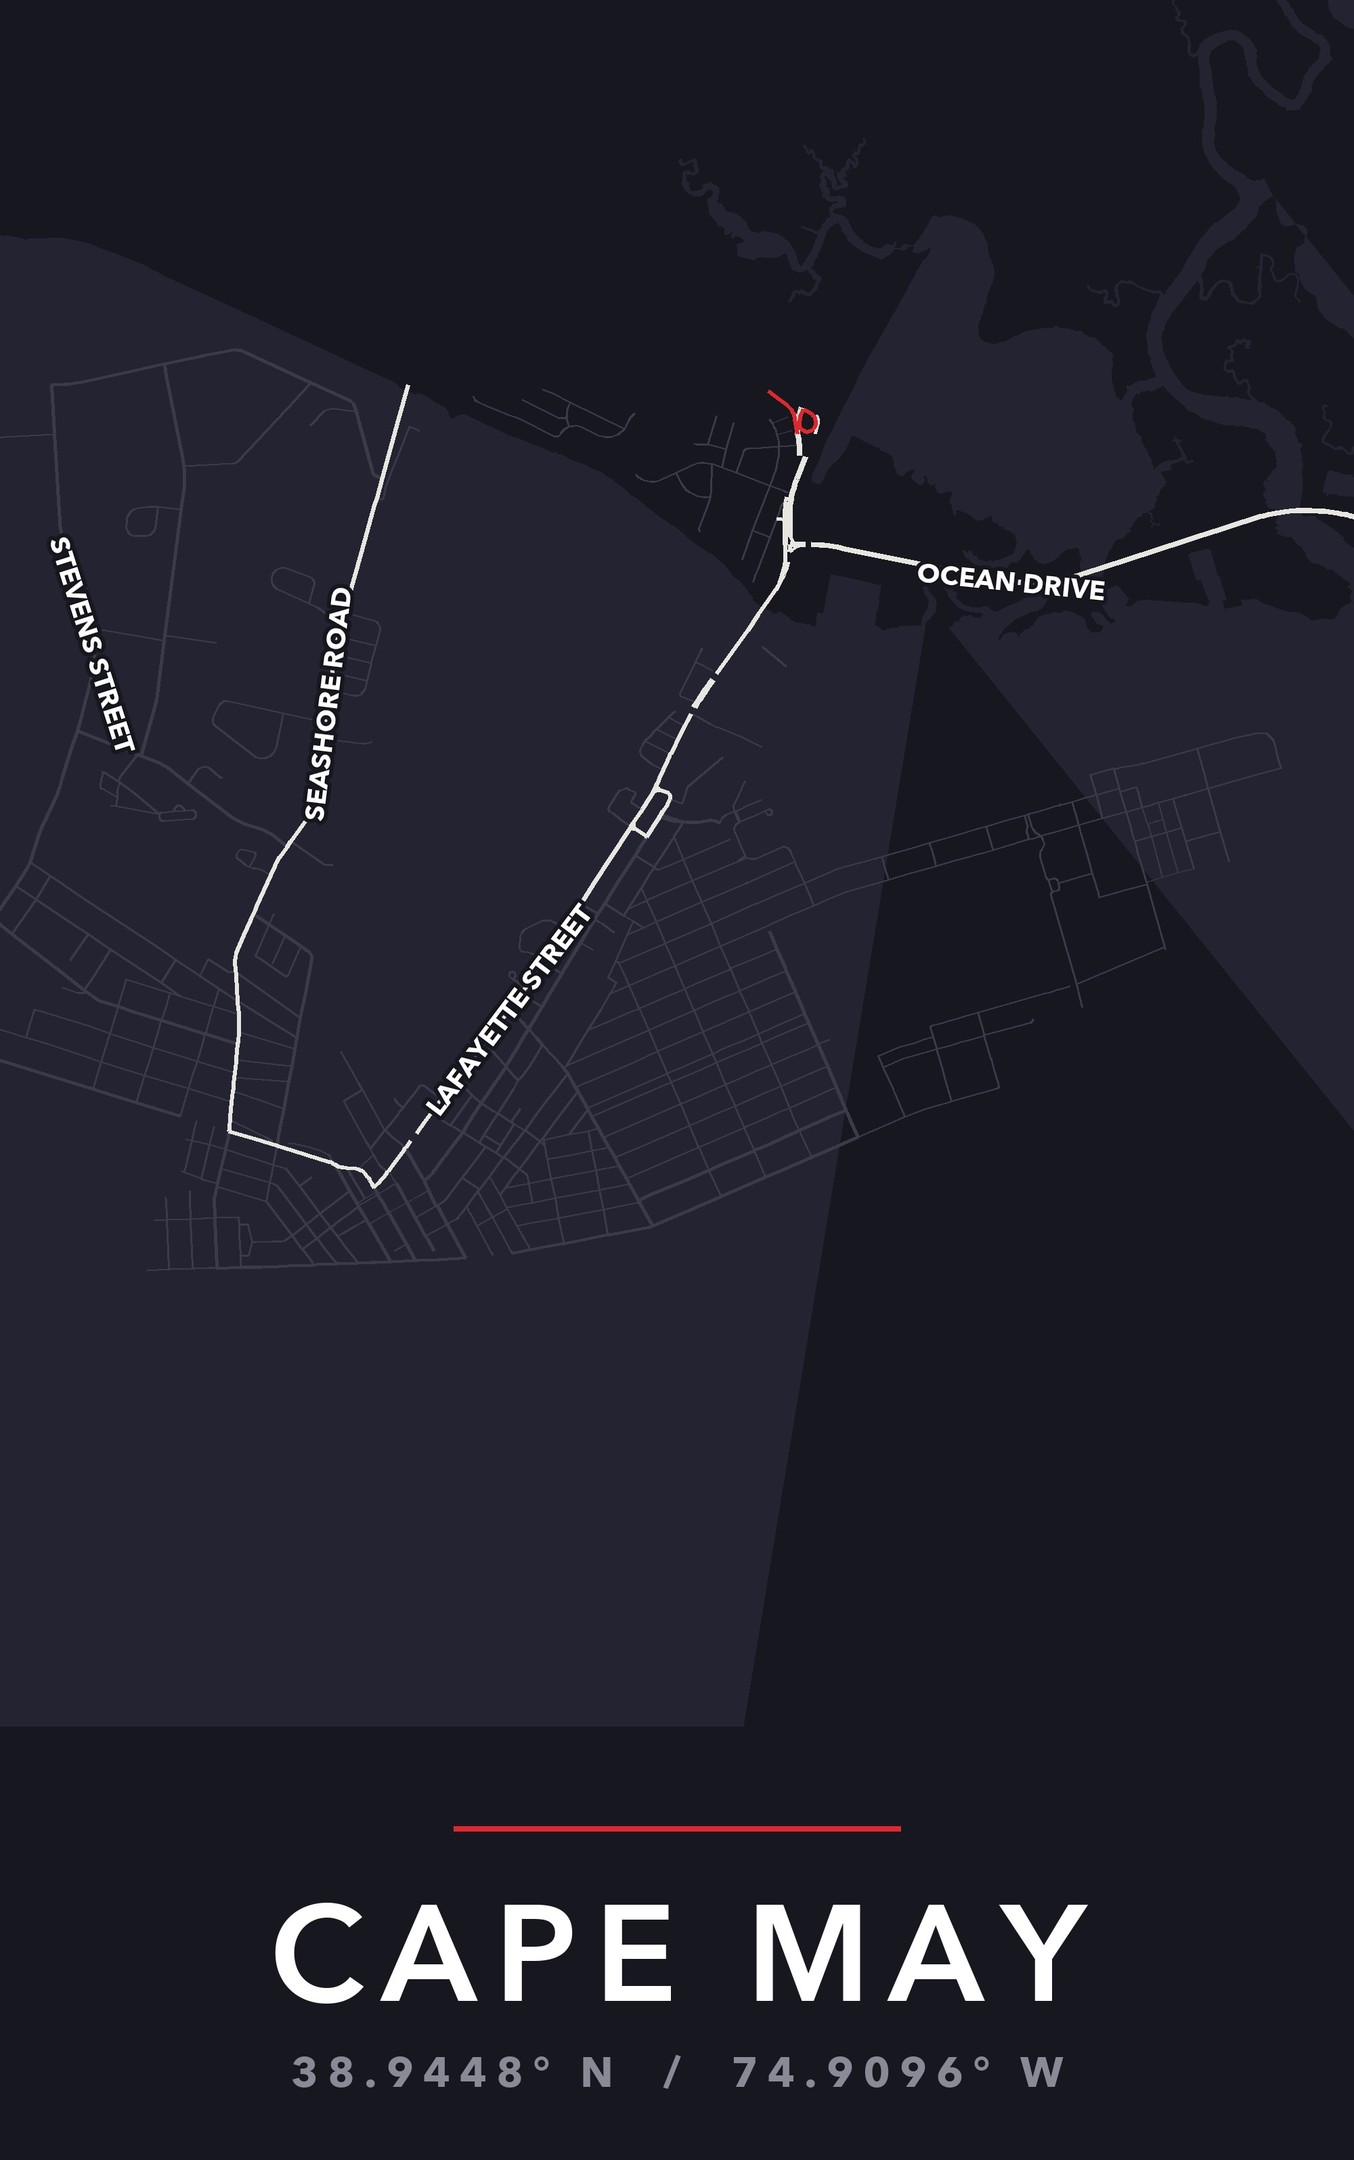 STEVENS STREET
SEASHORE ROAD
OCEAN DRIVE
LAFAYETTE STREET
CAPE MAY
38.9448° N / 74.9096° W